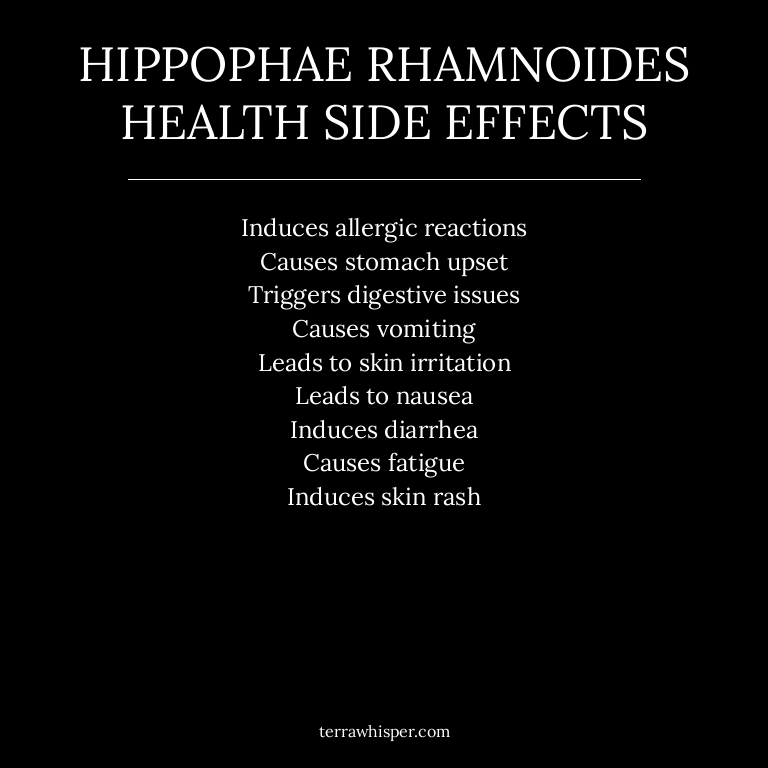 HIPPOPHAE RHAMNOIDES
HEALTH SIDE EFFECTS
Induces allergic reactions
Causes stomach upset
Triggers digestive issues
Causes vomiting
Leads to skin irritation
Leads to nausea
Induces diarrhea
Causes fatigue
Induces skin rash
terrawhisper.com